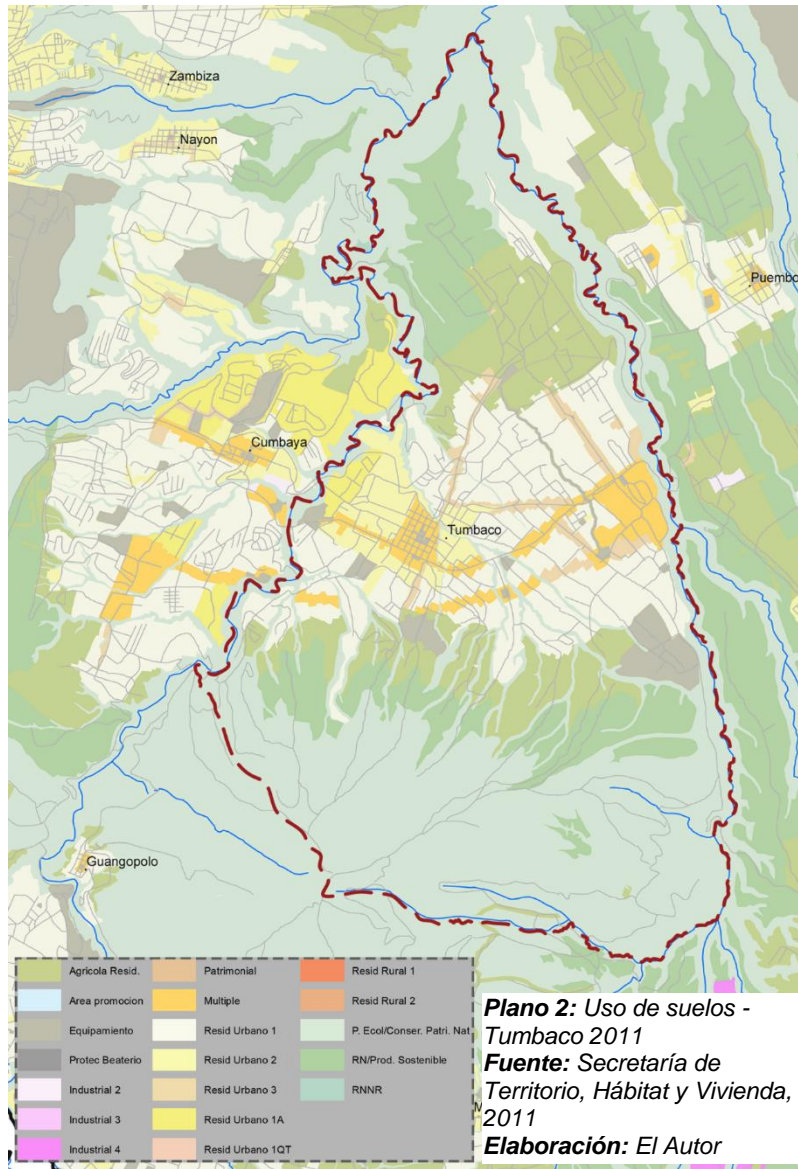 Zambiza
Nayon
Puembo
Cumbaya
Tumbaco
Guangopolo
Agricola Resid.
Area promocion
Equipamiento
Protec Beaterio
Industrial 2
Industrial 3
Industrial 4
Patrimonial
Multiple
Resid Urbano 1
Resid Urbano 2
Resid Urbano 3
Resid Urbano 1A
Resid Urbano 1QT
Resid Rural 1
Resid Rural 2
P. Ecol/Conser. Patri. Nat
RN/Prod. Sostenible
RNNR
M
Plano 2: Uso de suelos -
Tumbaco 2011
Fuente: Secretaría de
Territorio, Hábitat y Vivienda,
2011
Elaboración: El Autor